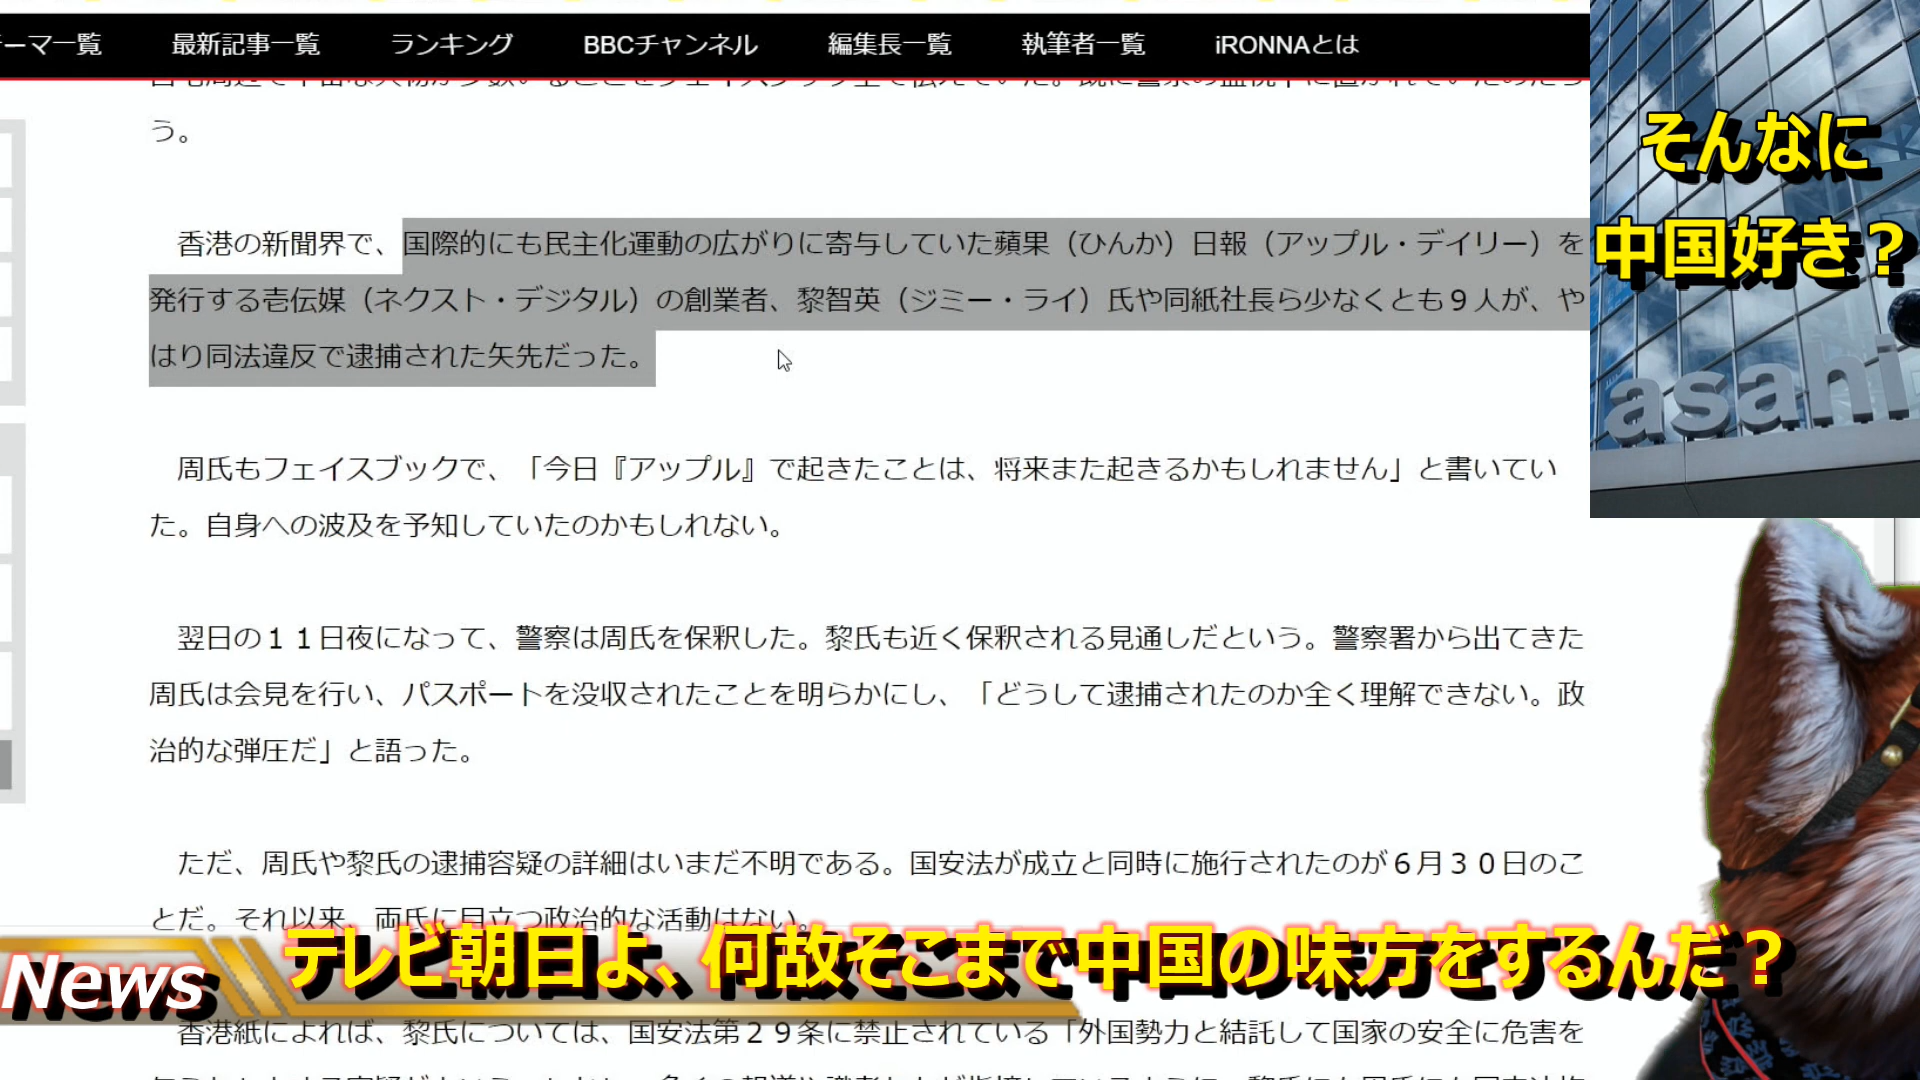 ーマ一覧 最新記事一覧 ランキング BBCチャンネル 編集長一覧 執筆者一覧 iRONNAとは
う。
香港の新聞界で、国際的にも民主化運動の広がりに寄与していた蘋果（ひんか）日報（アップル・デイリー）を
発行する壱伝媒（ネクスト・デジタル）の創業者、黎智英（ジミー・ライ）氏や同紙社長ら少なくとも９人が、や
はり同法違反で逮捕された矢先だった。
周氏もフェイスブックで、「今日『アップル』で起きたことは、将来また起きるかもしれません」と書いてい
た。自身への波及を予知していたのかもしれない。
翌日の１１日夜になって、警察は周氏を保釈した。黎氏も近く保釈される見通しだという。警察署から出てきた
周氏は会見を行い、パスポートを没収されたことを明らかにし、「どうして逮捕されたのか全く理解できない。政
治的な弾圧だ」と語った。
ただ、周氏や黎氏の逮捕容疑の詳細はいまだ不明である。国安法が成立と同時に施行されたのが６月３０日のこ
とだ。それ以来、両氏に目立つ政治的な活動はない。
香港紙によれば、黎氏については、国安法第２９条に禁止されている「外国勢力と結託して国家の安全に危害を
そんなに
中国好き？
asahi
News
テレビ朝日よ、何故そこまで中国の味方をするんだ？